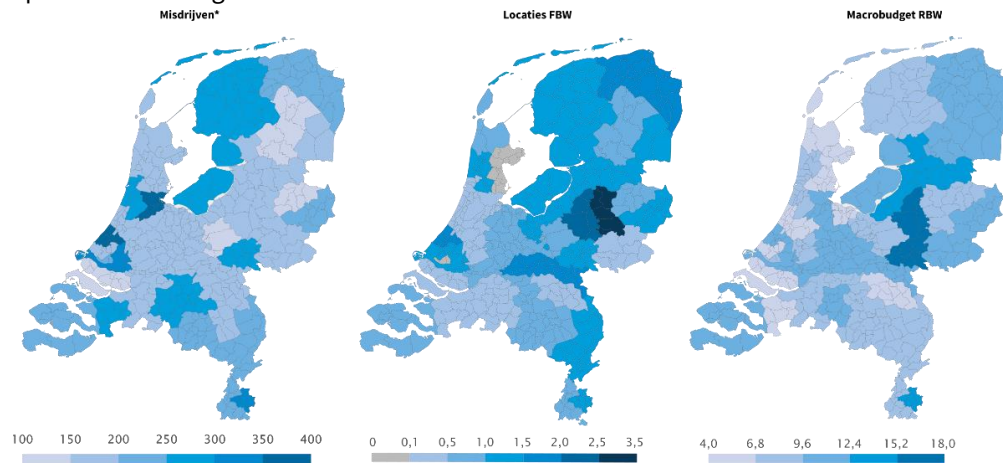 Misdrijven*
Locaties FBW
Macrobudget RBW
100 150 200 250 300 350 400
0 0,1 0,5 1,0 1,5 2,0 2,5 3,5
4,0 6,8 9,6 12,4 15,2 18,0